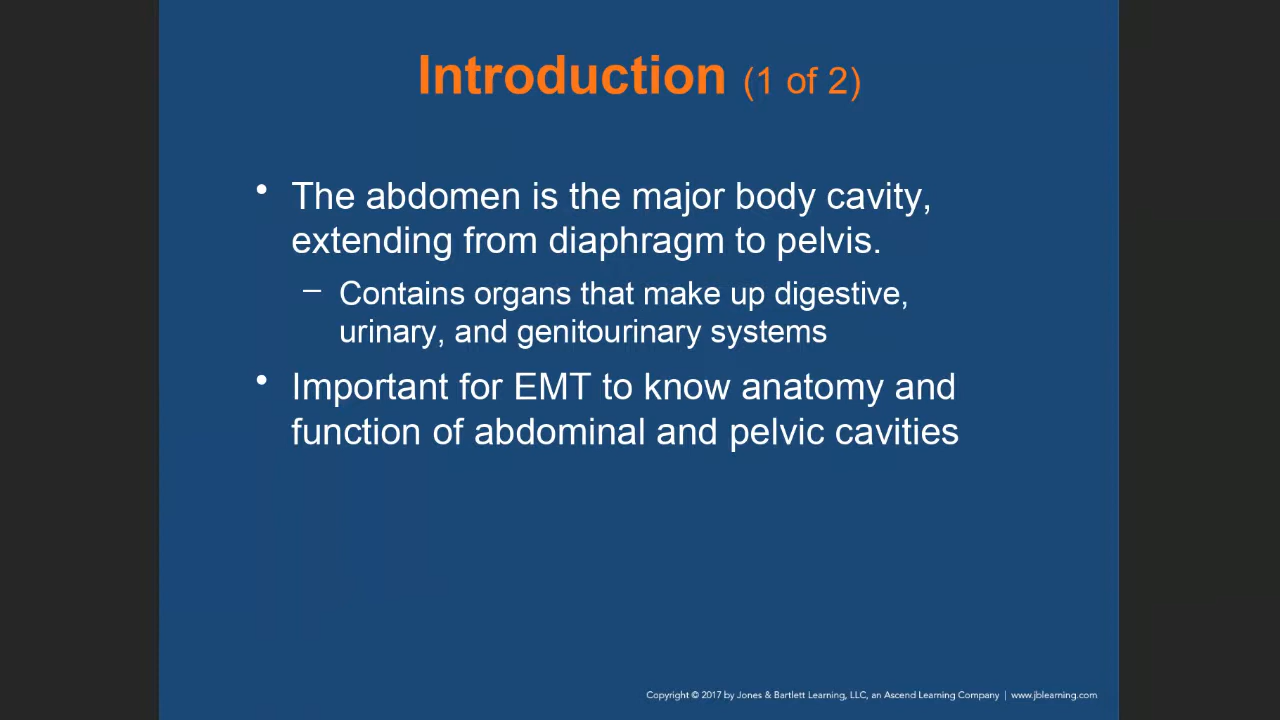 Introduction (1 of 2)
• The abdomen is the major body cavity,
extending from diaphragm to pelvis.
– Contains organs that make up digestive,
urinary, and genitourinary systems
• Important for EMT to know anatomy and
function of abdominal and pelvic cavities
Copyright © 2017 by Jones & Bartlett Learning, LLC, an Ascend Learning Company | www.jblearning.com